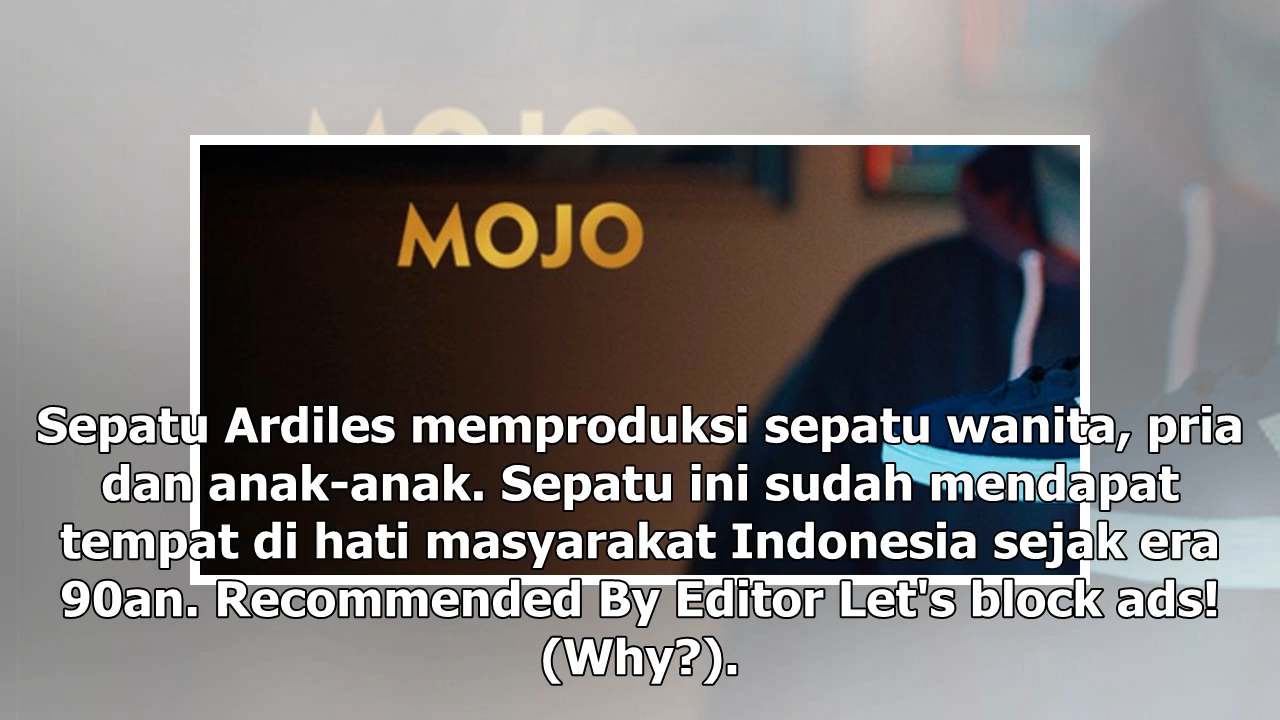 MOJO
MOJO
Sepatu Ardiles memproduksi sepatu wanita, pria
dan anak-anak. Sepatu ini sudah mendapat
tempat di hati masyarakat Indonesia sejak era
90an. Recommended By Editor Let's block ads!
(Why?).